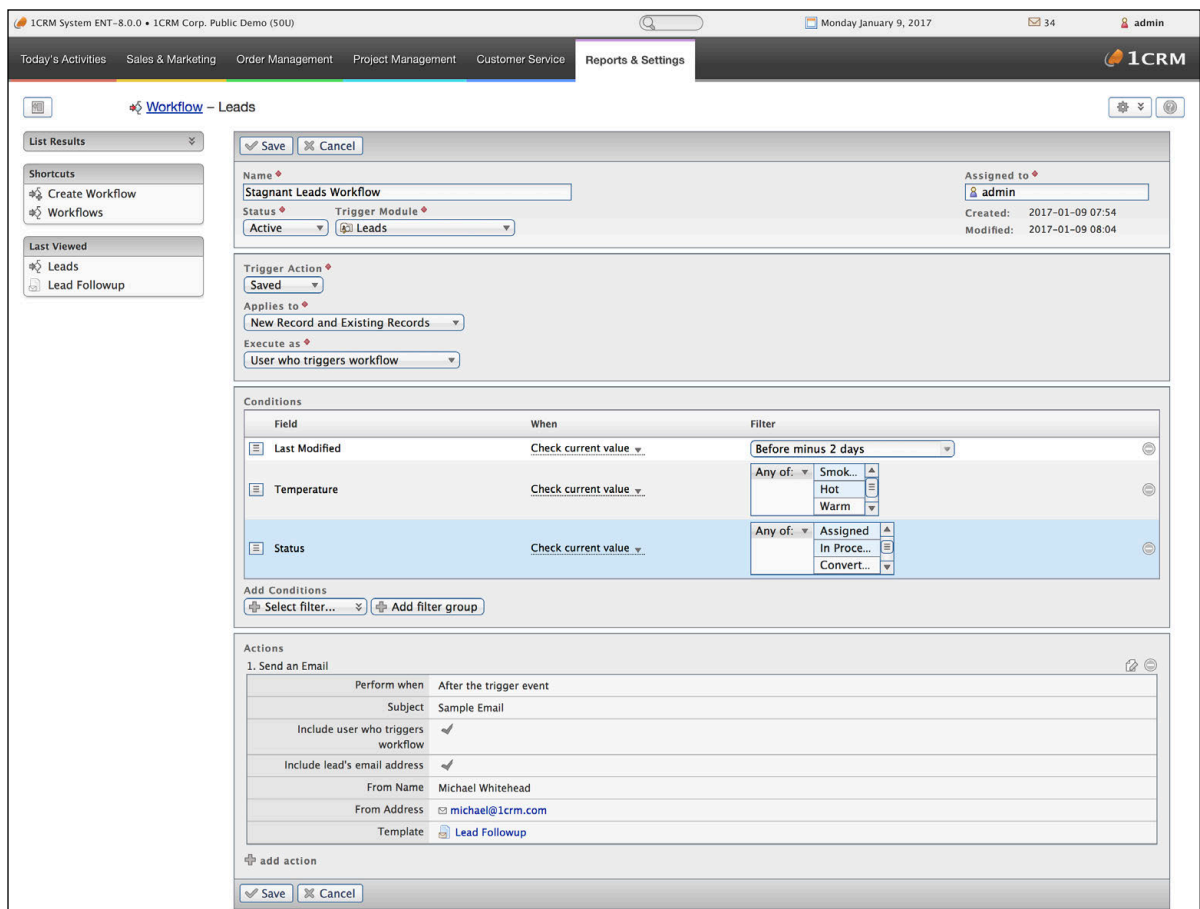 1CRM System ENT-8.0.0 • 1CRM Corp. Public Demo (50U)
Monday January 9, 2017
34
admin
Today's Activities
Sales & Marketing
Order Management
Project Management
Customer Service
Reports & Settings
1CRM
Workflow – Leads
List Results
Shortcuts
Create Workflow
Workflows
Last Viewed
Leads
Lead Followup
Save
Cancel
Name
Stagnant Leads Workflow
Assigned to
admin
Status
Trigger Module
Active
Leads
Created: 2017-01-09 07:54
Modified: 2017-01-09 08:04
Trigger Action
Saved
Applies to
New Record and Existing Records
Execute as
User who triggers workflow
Conditions
Field When Filter
Last Modified Check current value Before minus 2 days
Temperature Check current value Any of: Smok...
Hot
Warm
Status Check current value Any of: Assigned
In Proce...
Convert...
Add Conditions
Select filter... Add filter group
Actions
1. Send an Email
Perform when After the trigger event
Subject Sample Email
Include user who triggers
workflow
Include lead's email address
From Name Michael Whitehead
From Address michael@1crm.com
Template Lead Followup
add action
Save
Cancel